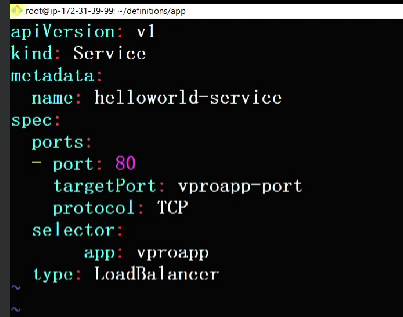 root@ip-172-31-39-99: ~/definitions/app
apiVersion: v1
kind: Service
metadata:
  name: helloworld-service
spec:
  ports:
  - port: 80
    targetPort: vproapp-port
    protocol: TCP
  selector:
       app: vproapp
  type: LoadBalancer
~
~